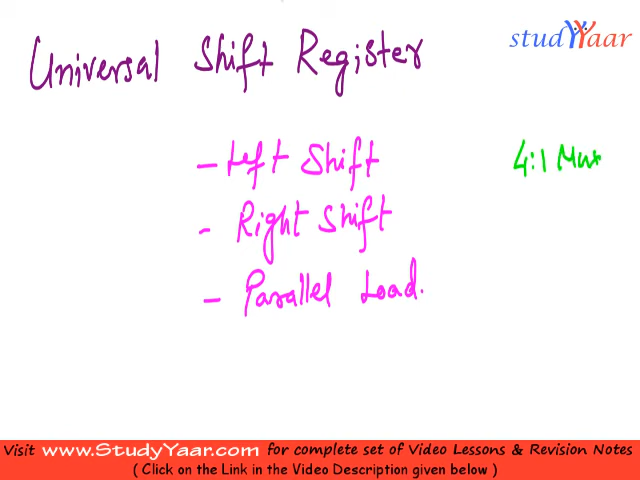 Universal Shift Register
studYYaar
- Left Shift
4:1 Mux
- Right Shift
- Parallel Load.
Visit www.StudyYaar.com for complete set of Video Lessons & Revision Notes
( Click on the Link in the Video Description given below )